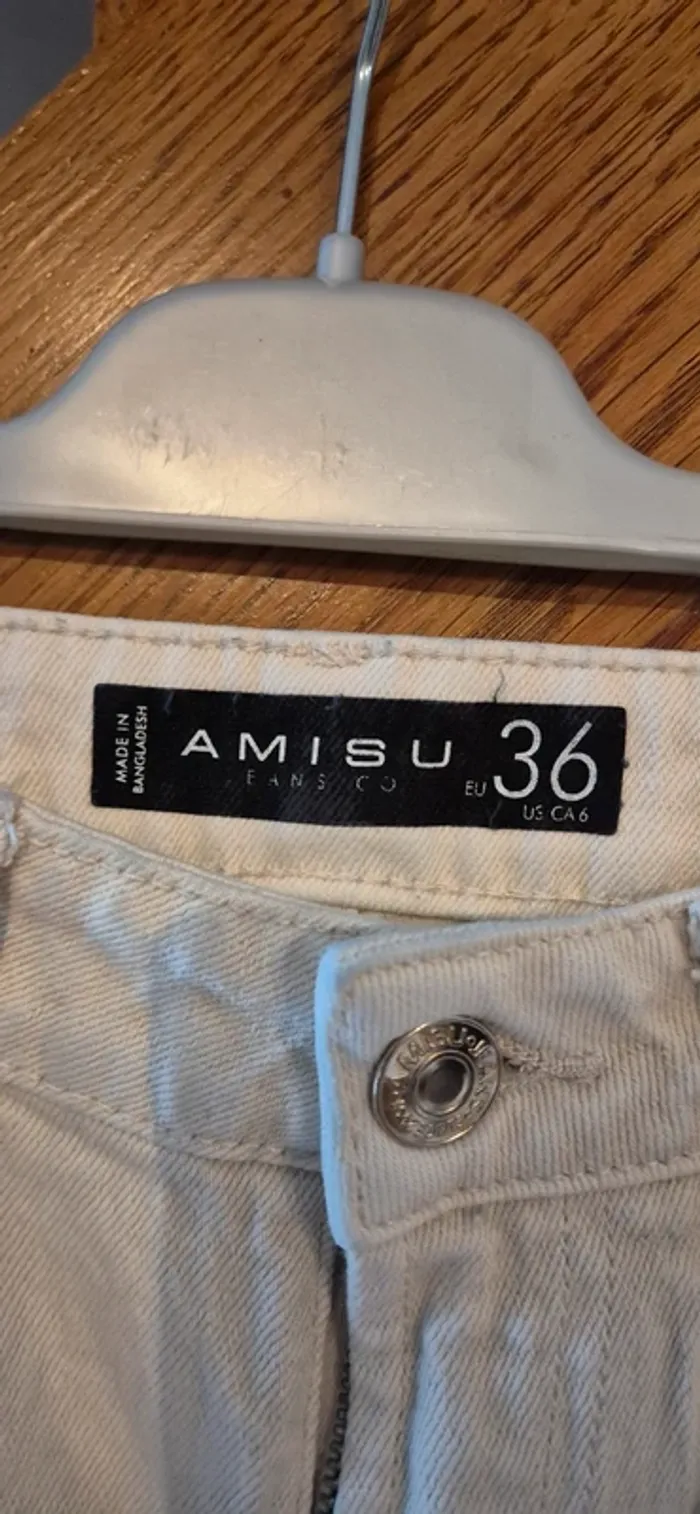 MADE IN
BANGLADESH
AMISU
EANS CO
EU 36
US CA 6